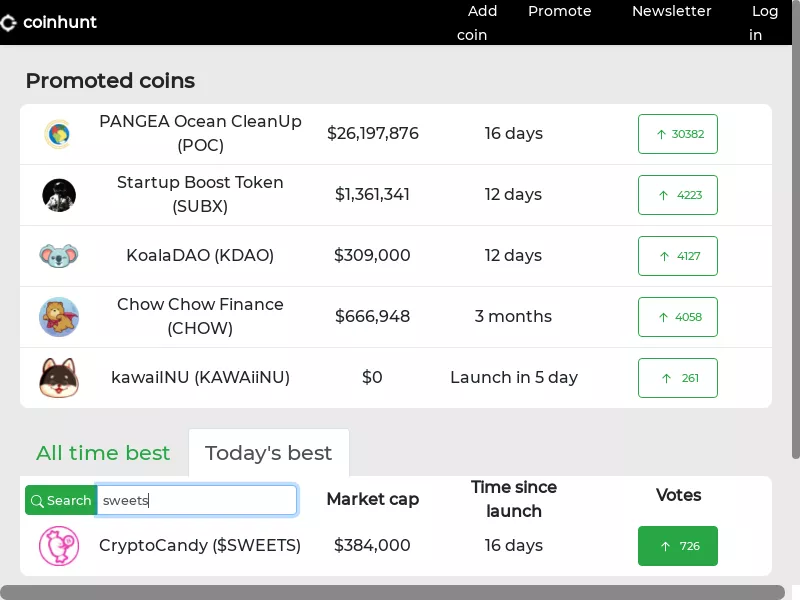 coinhunt
Add coin
Promote
Newsletter
Log in
Promoted coins
PANGEA Ocean CleanUp (POC) $26,197,876 16 days ↑ 30382
Startup Boost Token (SUBX) $1,361,341 12 days ↑ 4223
KoalaDAO (KDAO) $309,000 12 days ↑ 4127
Chow Chow Finance (CHOW) $666,948 3 months ↑ 4058
kawaiINU (KAWAiiNU) $0 Launch in 5 day ↑ 261
All time best Today's best
Search sweets Market cap Time since launch Votes
CryptoCandy ($SWEETS) $384,000 16 days ↑ 726